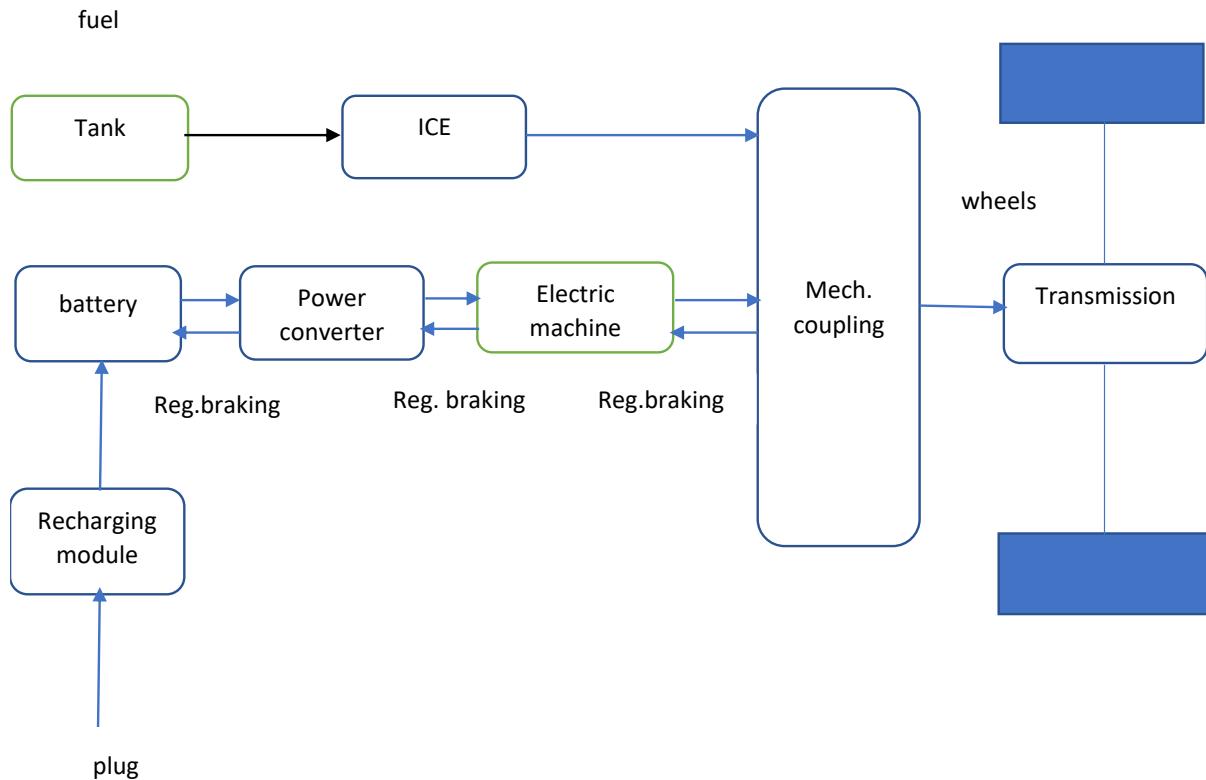 fuel
Tank
ICE
wheels
battery
Power
converter
Electric
machine
Mech.
coupling
Transmission
Reg.braking
Reg. braking
Reg.braking
Recharging
module
plug